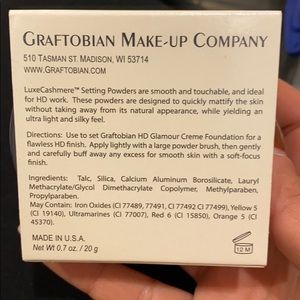 GRAFTOBIAN MAKE-UP COMPANY
510 TASMAN ST. MADISON, WI 53714
WWW.GRAFTOBIAN.COM
LuxeCashmere™ Setting Powders are smooth and touchable, and ideal
for HD work. These powders are designed to quickly mattify the skin
without taking away from its natural appearance, while yielding an
ultra light and silky feel.
Directions: Use to set Graftobian HD Glamour Creme Foundation for a
flawless HD finish. Apply lightly with a large powder brush, then gently
and carefully buff away any excess for smooth skin with a soft-focus
finish.
Ingredients: Talc, Silica, Calcium Aluminum Borosilicate, Lauryl
Methacrylate/Glycol Dimethacrylate Copolymer, Methylparaben,
Propylparaben.
May Contain: Iron Oxides (CI 77489, 77491, CI 77492 CI 77499), Yellow 5
(CI 19140), Ultramarines (CI 77007), Red 6 (CI 15850), Orange 5 (CI
45370).
MADE IN U.S.A.
Net Wt 0.7 oz. / 20 g
12 M